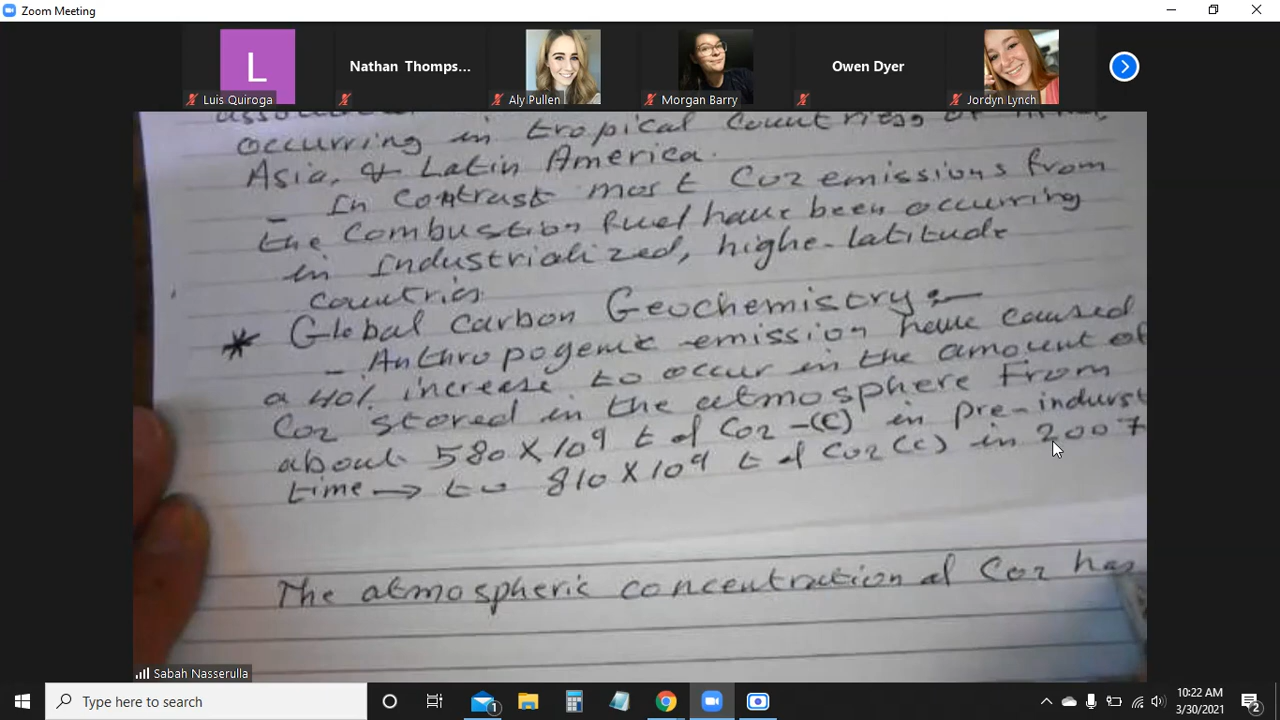 Zoom Meeting
L
Luis Quiroga
Nathan Thomps...
Aly Pullen
Morgan Barry
Owen Dyer
Jordyn Lynch
occurring in tropical countries of
Asia, & Latin America.
- In contrast most CO2 emissions from
the combustion fuel have been occurring
in industrialized, highe-latitude
countries
* Global carbon Geochemistry:-
- Anthropogenic emission have caused
a 40% increase to occur in the amount of
CO2 stored in the atmosphere From
about 580 X 10^9 t of CO2 -(C) in pre-indurst
time → to 810 X 10^9 t of CO2 (C) in 2007
The atmospheric concentration of CO2 has
Sabah Nasserulla
Type here to search
1
10:22 AM
3/30/2021
2